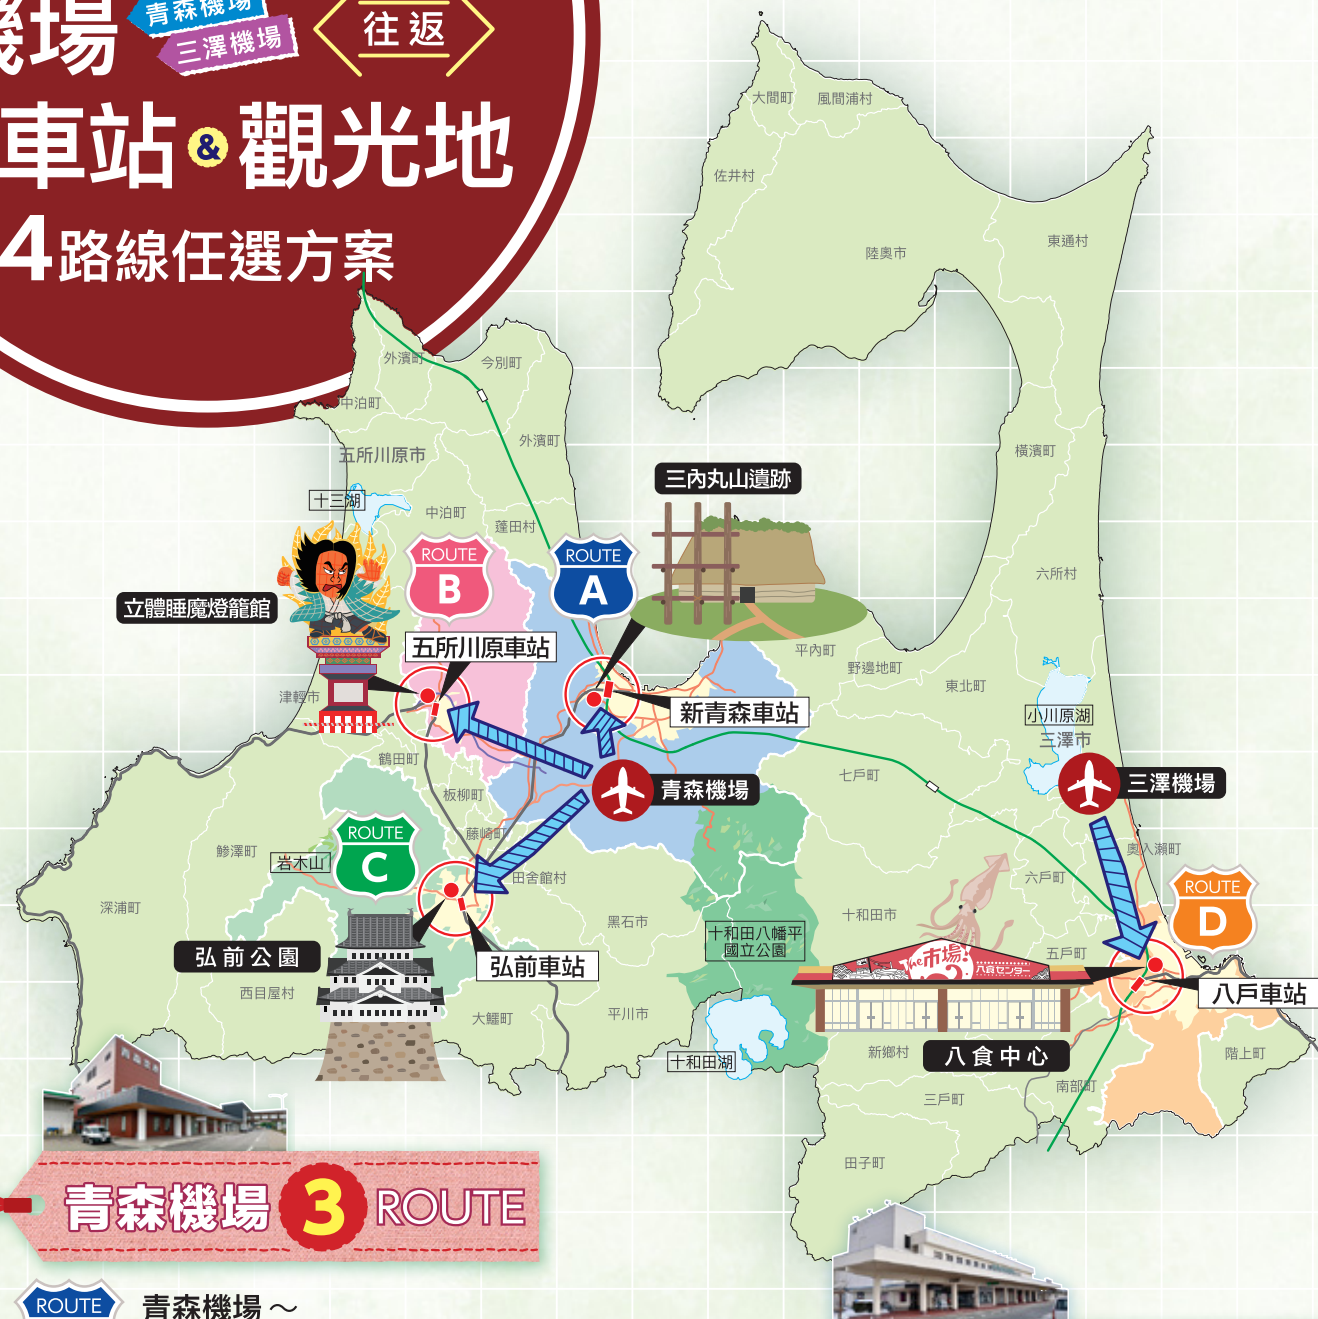 機場
青森機場
三澤機場
往返
車站&觀光地
4路線任選方案
大間町
風間浦村
佐井村
東通村
陸奧市
外濱町
今別町
中泊町
外濱町
五所川原市
橫濱町
三內丸山遺跡
十三湖
中泊町
蓬田村
ROUTE
B
ROUTE
A
六所村
立體睡魔燈籠館
五所川原車站
平內町
野邊地町
東北町
津輕市
新青森車站
小川原湖
三澤市
鶴田町
七戶町
青森機場
三澤機場
板柳町
藤崎町
ROUTE
C
鰺澤町
岩木山
奧入瀨町
田舍館村
六戶町
ROUTE
D
深浦町
黑石市
十和田市
十和田八幡平
國立公園
五戶町
The市場!
八食センター
弘前公園
弘前車站
西目屋村
八戶車站
大鰐町
平川市
新鄉村
八食中心
階上町
十和田湖
南部町
三戶町
田子町
青森機場 3 ROUTE
ROUTE
青森機場～